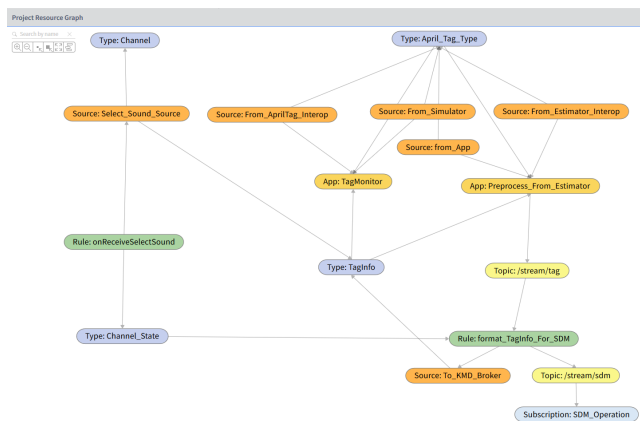 Project Resource Graph
Search by name
Type: Channel
Type: April_Tag_Type
Source: Select_Sound_Source
Source: From_AprilTag_Interop
Source: From_Simulator
Source: From_Estimator_Interop
Source: from_App
App: TagMonitor
App: Preprocess_From_Estimator
Rule: onReceiveSelectSound
Type: TagInfo
Topic: /stream/tag
Type: Channel_State
Rule: format_TagInfo_For_SDM
Source: To_KMD_Broker
Topic: /stream/sdm
Subscription: SDM_Operation